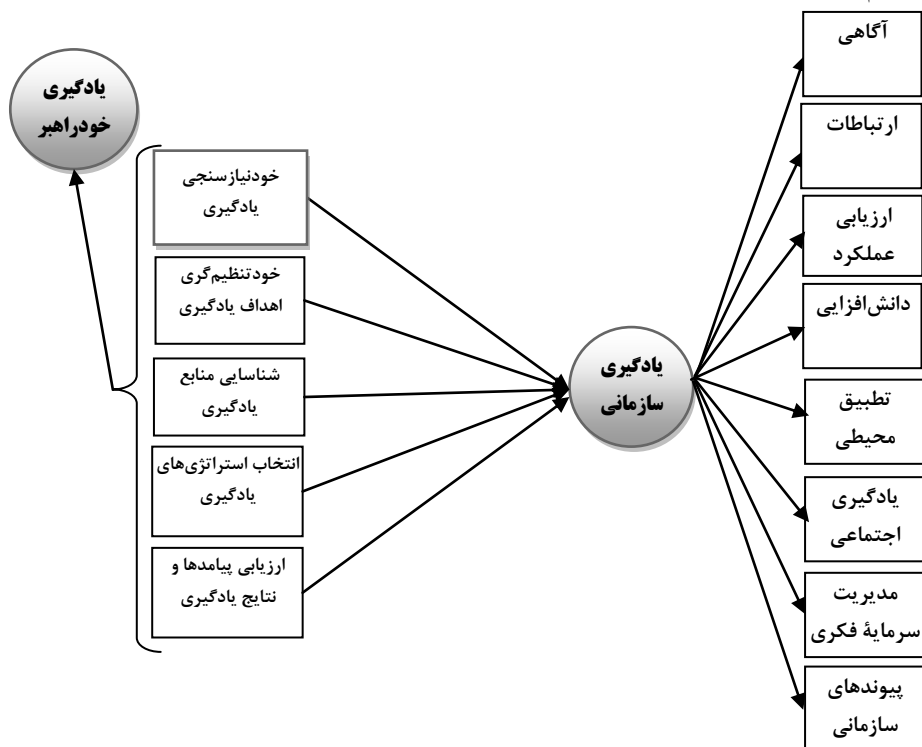 یادگیری
خودراهبر
خودنیازسنجی
یادگیری
خودتنظیم‌گری
اهداف یادگیری
شناسایی منابع
یادگیری
انتخاب استراتژی‌های
یادگیری
ارزیابی پیامدها و
نتایج یادگیری
یادگیری
سازمانی
آگاهی
ارتباطات
ارزیابی
عملکرد
دانش‌افزایی
تطبیق
محیطی
یادگیری
اجتماعی
مدیریت
سرمایهٔ فکری
پیوندهای
سازمانی